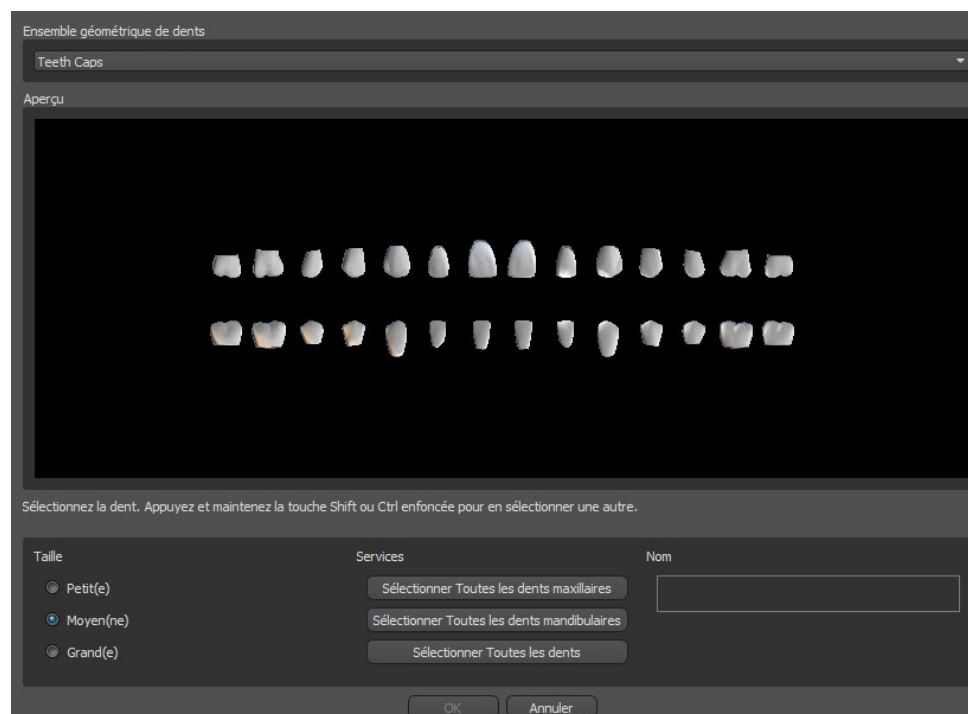 Ensemble géométrique de dents
Teeth Caps
Aperçu
Sélectionnez la dent. Appuyez et maintenez la touche Shift ou Ctrl enfoncée pour en sélectionner une autre.
Taille
Services
Nom
Petit(e)
Sélectionner Toutes les dents maxillaires
Moyen(ne)
Sélectionner Toutes les dents mandibulaires
Grand(e)
Sélectionner Toutes les dents
OK
Annuler